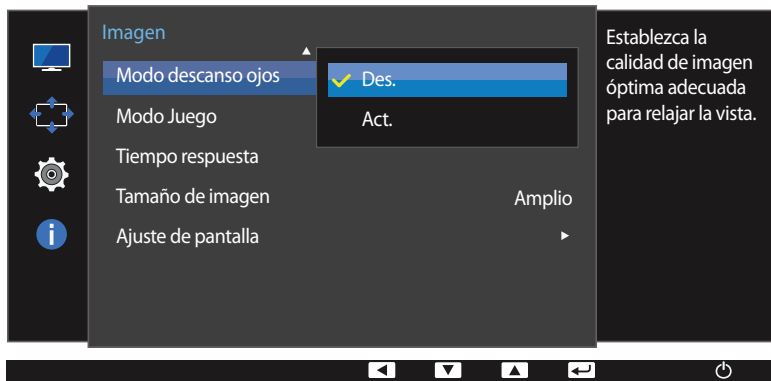 Imagen
Modo descanso ojos
Des.
Act.
Modo Juego
Tiempo respuesta
Tamaño de imagen
Amplio
Ajuste de pantalla
Establezca la
calidad de imagen
óptima adecuada
para relajar la vista.